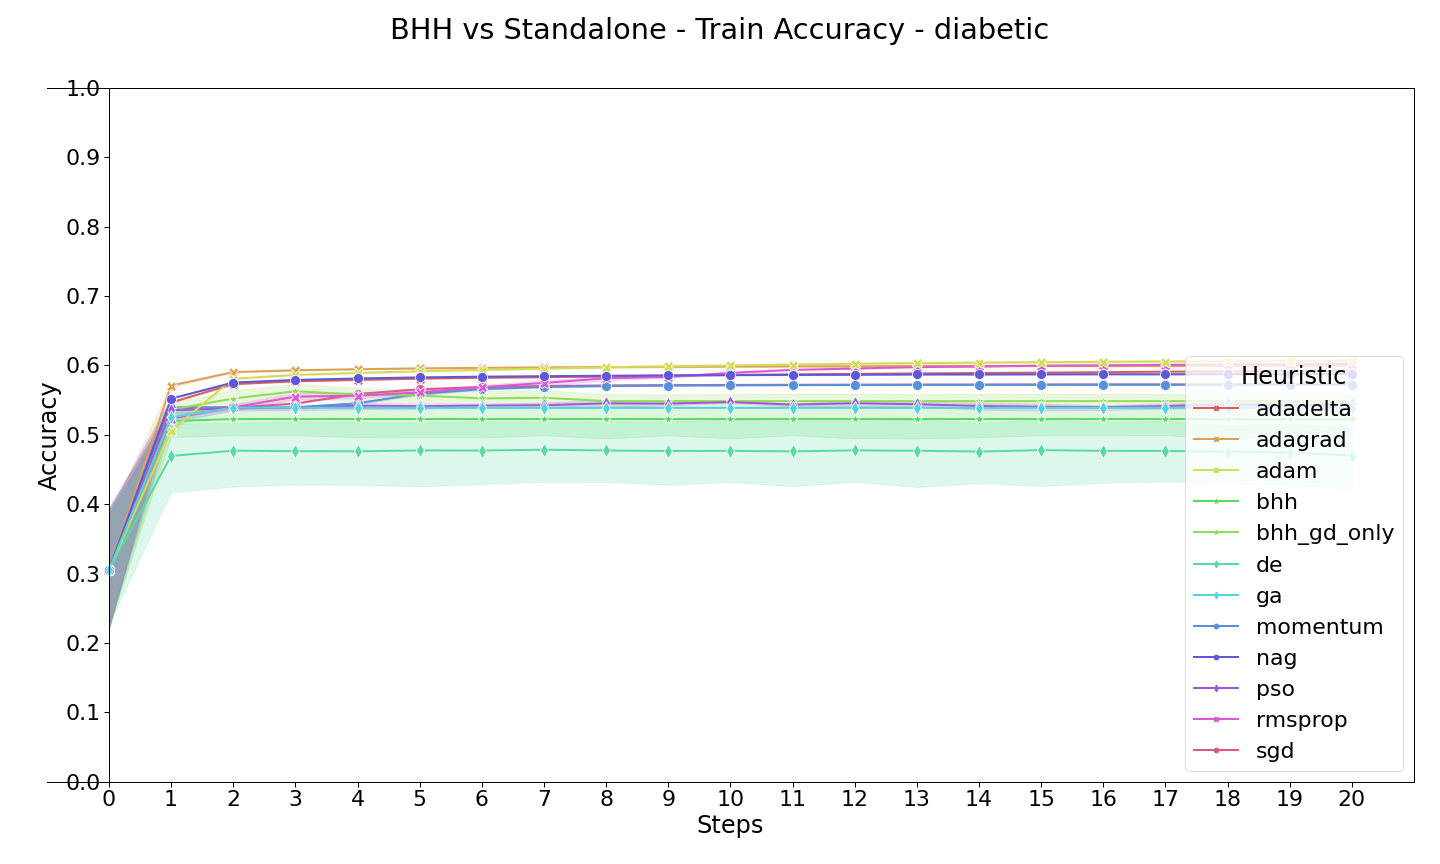 BHH vs Standalone - Train Accuracy - diabetic
1.0
0.9
0.8
0.7
0.6
0.5
0.4
0.3
0.2
0.1
0.0
Accuracy
0 1 2 3 4 5 6 7 8 9 10 11 12 13 14 15 16 17 18 19 20
Steps
Heuristic
adadelta
adagrad
adam
bhh
bhh_gd_only
de
ga
momentum
nag
pso
rmsprop
sgd